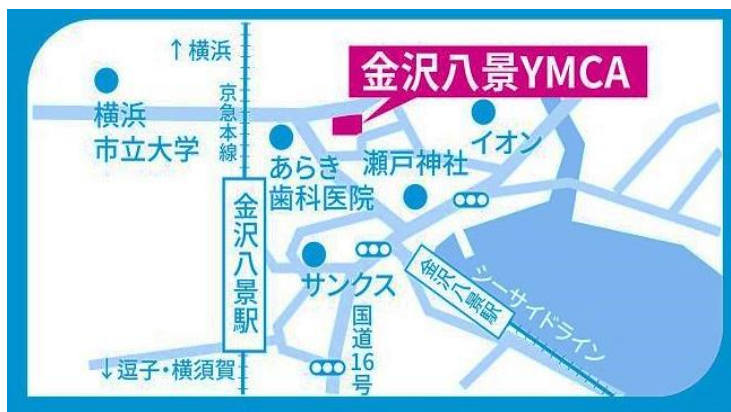 ↑横浜
金沢八景YMCA
京急本線
横浜
市立大学
イオン
あらき
歯科医院
瀬戸神社
金沢八景駅
サンクス
金沢八景駅
シーサイドライン
国道16号
↓逗子・横須賀